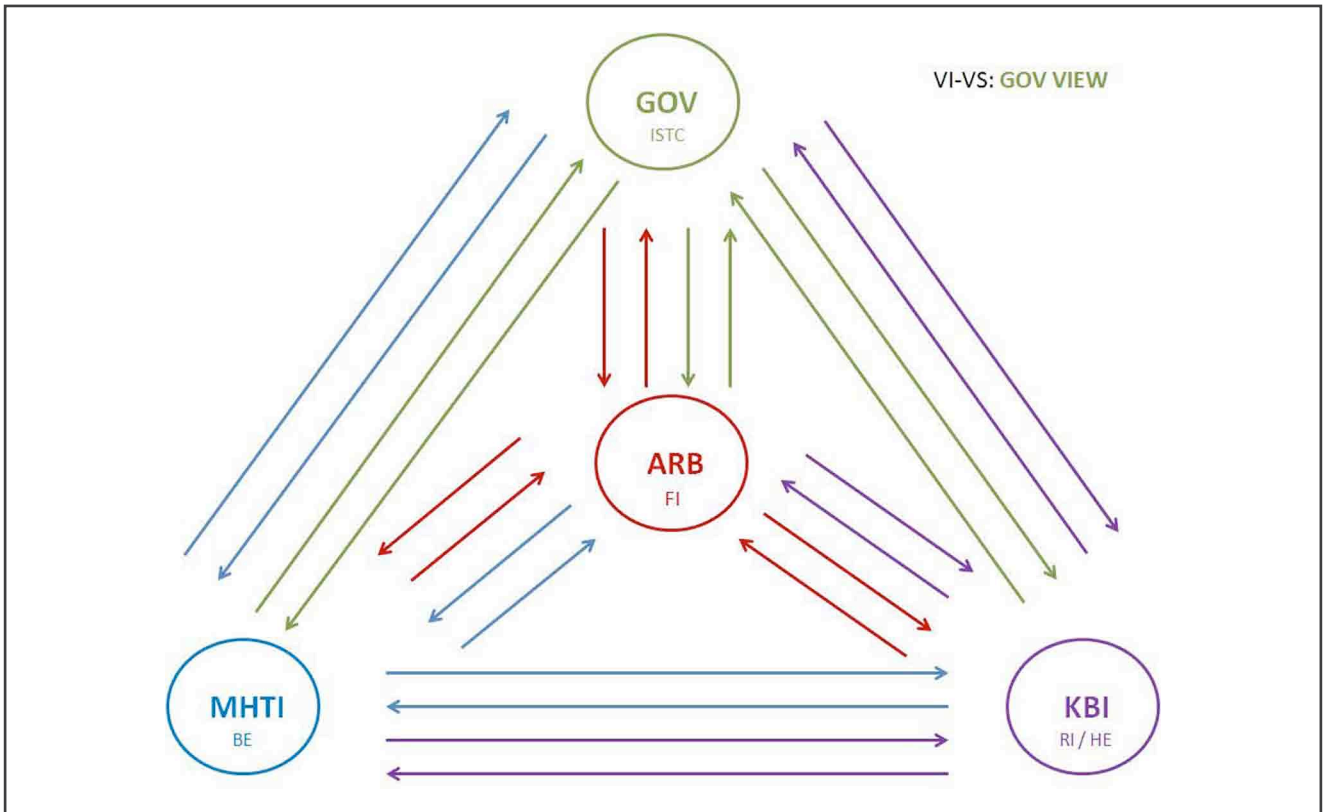 VI-VS: GOV VIEW
GOV
ISTC
ARB
FI
MHTI
BE
KBI
RI / HE